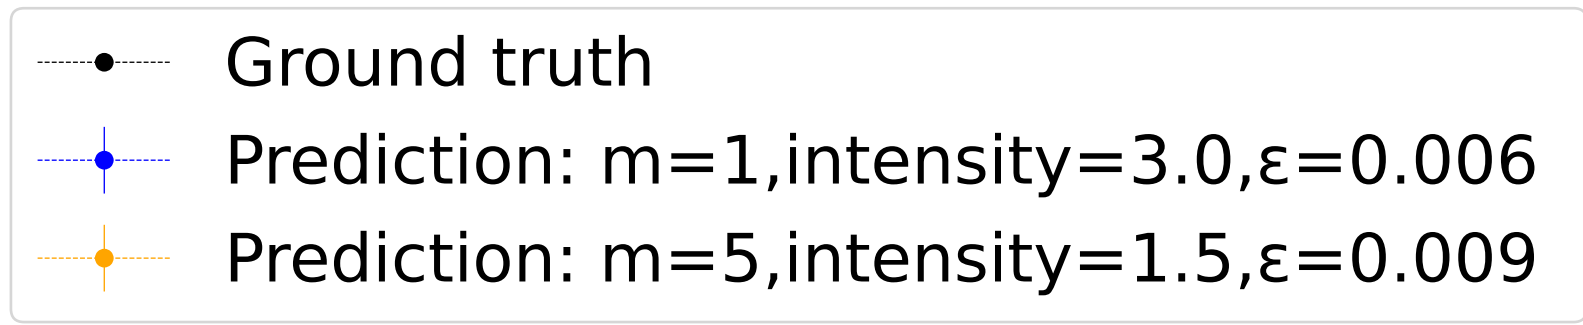 Ground truth
Prediction: m=1,intensity=3.0,ε=0.006
Prediction: m=5,intensity=1.5,ε=0.009